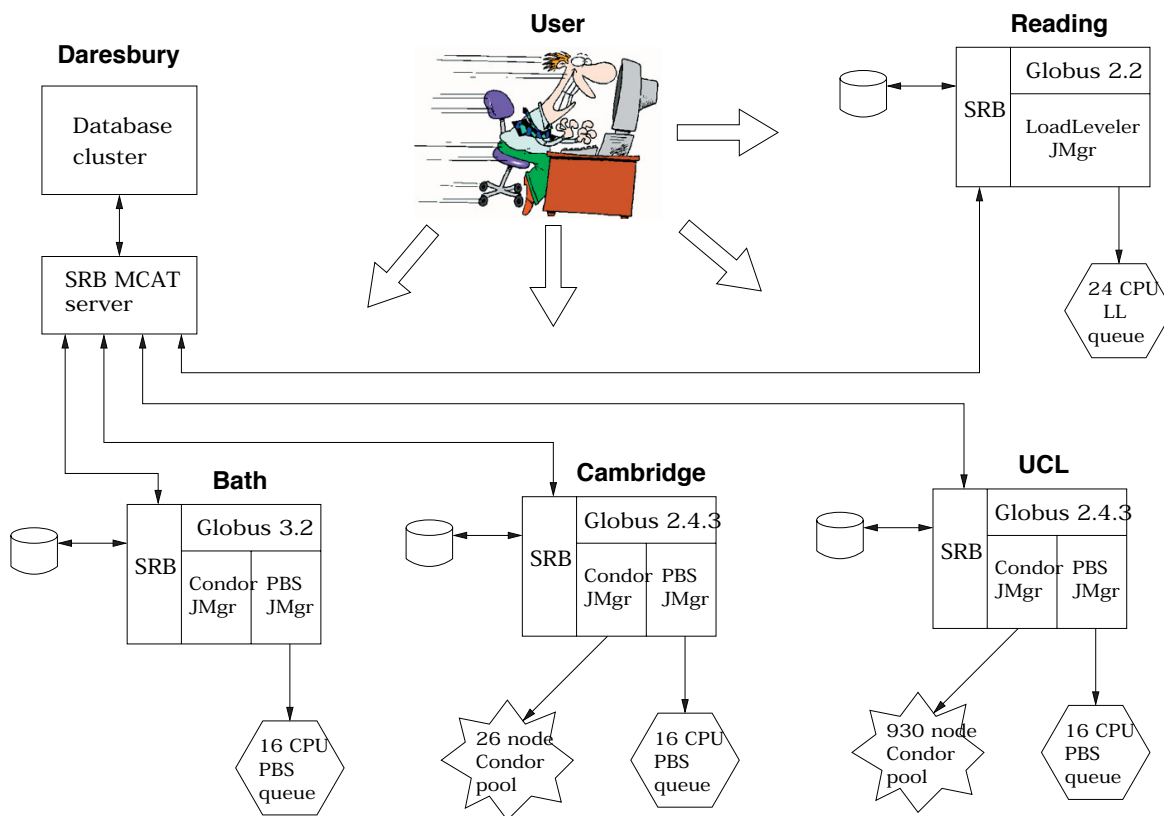 User
Reading
Daresbury
Database
cluster
SRB
Globus 2.2
LoadLeveler
JMgr
SRB MCAT
server
24 CPU
LL
queue
Bath
Globus 3.2
SRB
Condor
JMgr
PBS
JMgr
16 CPU
PBS
queue
Cambridge
Globus 2.4.3
SRB
Condor
JMgr
PBS
JMgr
26 node
Condor
pool
16 CPU
PBS
queue
UCL
Globus 2.4.3
SRB
Condor
JMgr
PBS
JMgr
930 node
Condor
pool
16 CPU
PBS
queue